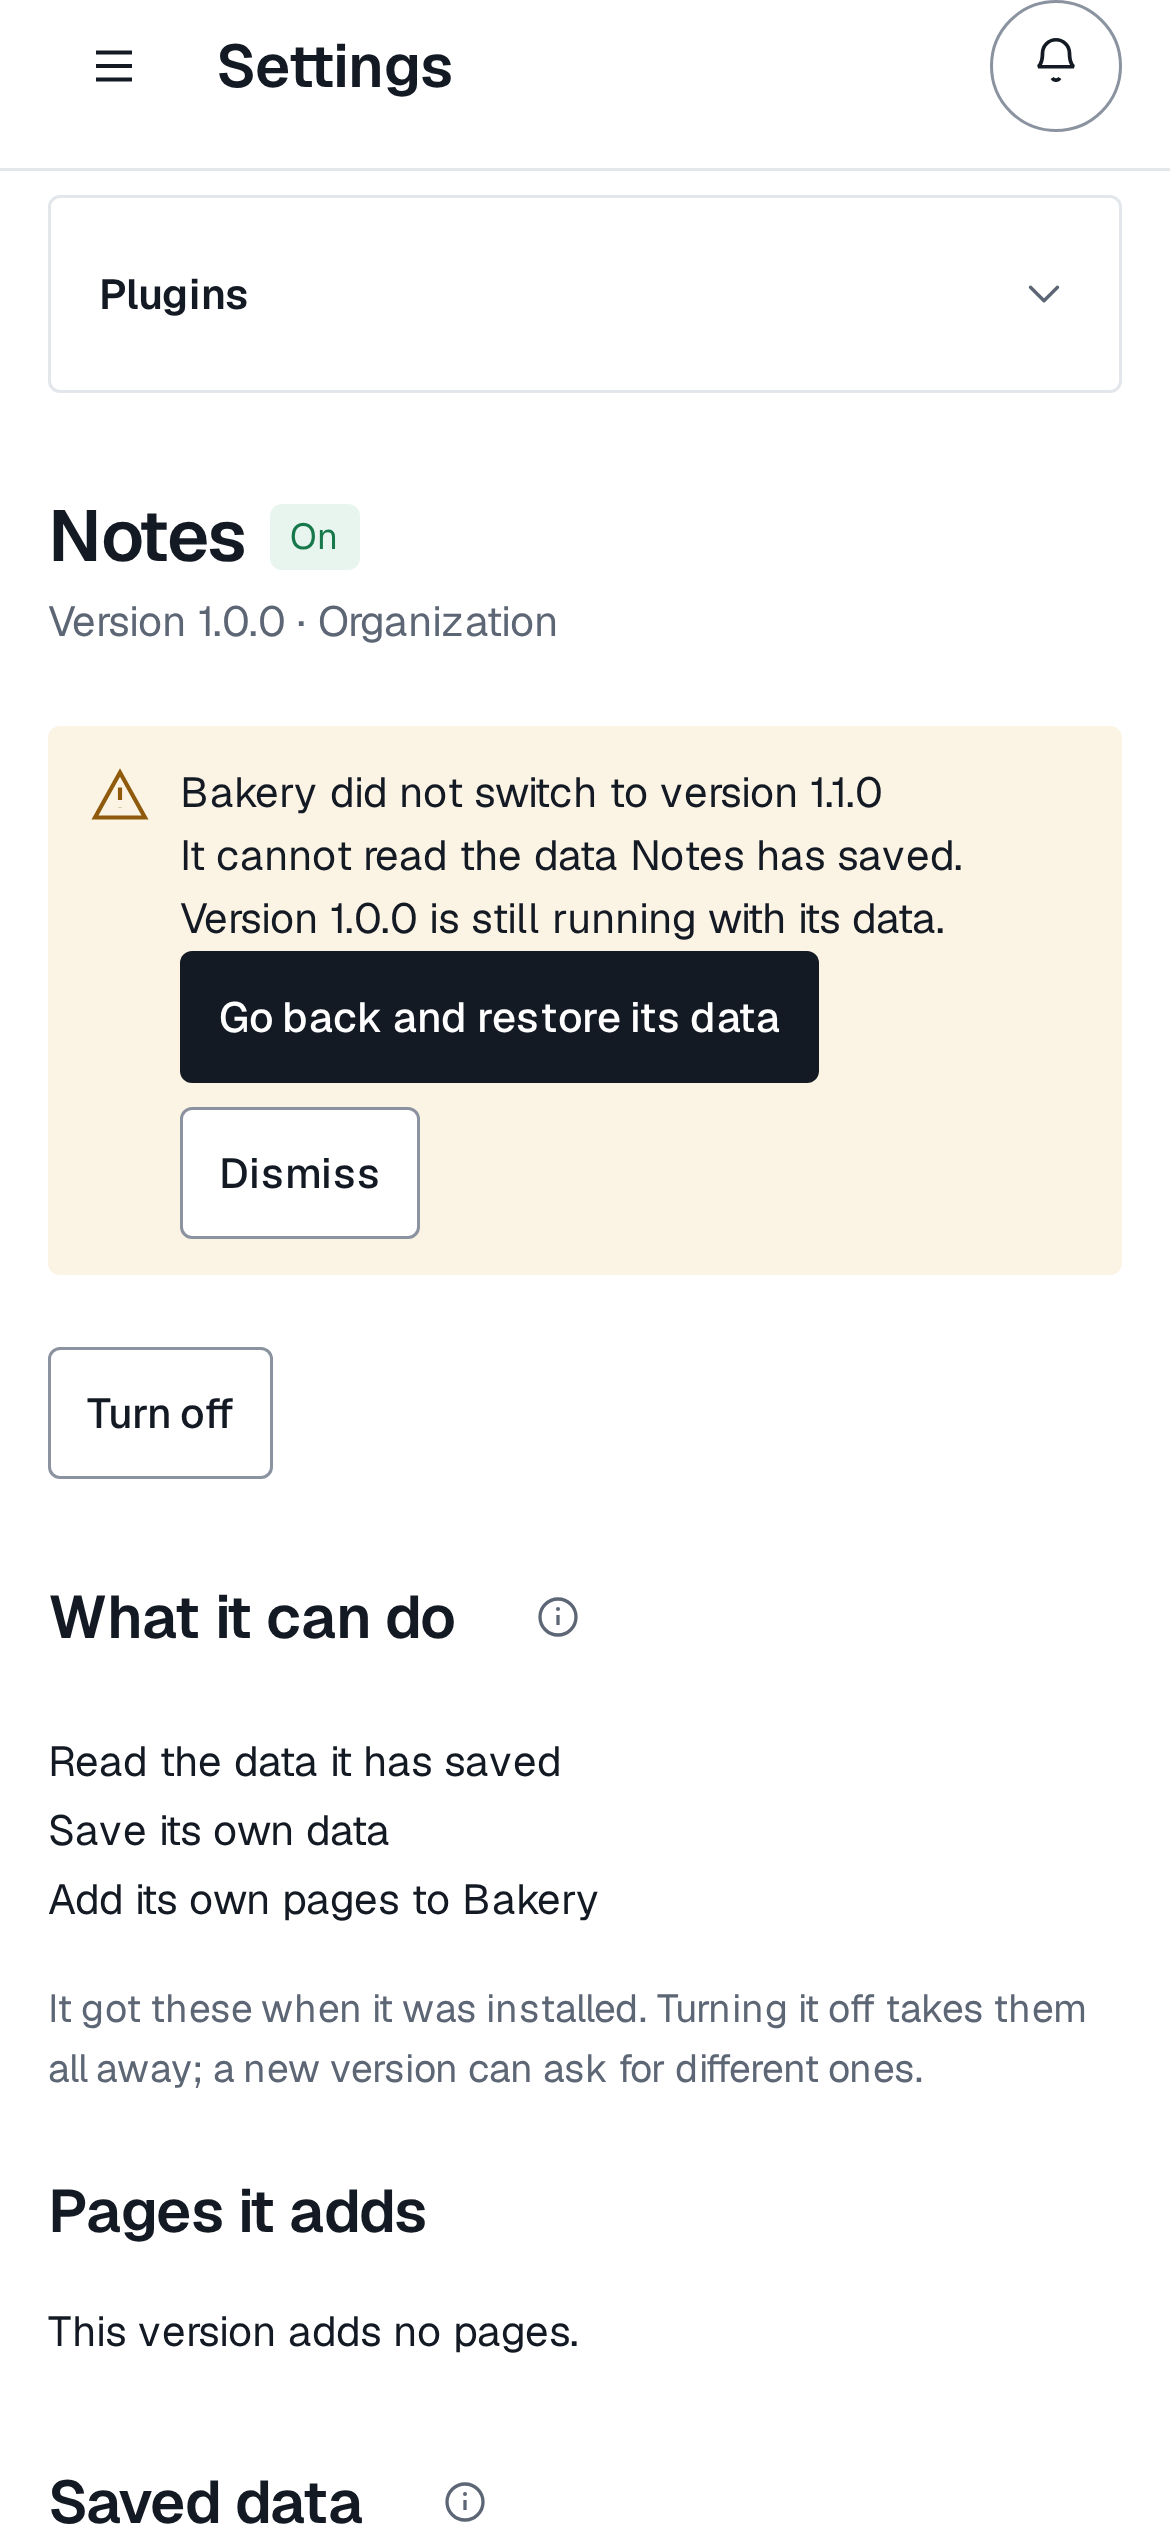 Settings
Plugins
Notes On
Version 1.0.0 · Organization
Bakery did not switch to version 1.1.0
It cannot read the data Notes has saved.
Version 1.0.0 is still running with its data.
Go back and restore its data
Dismiss
Turn off
What it can do
Read the data it has saved
Save its own data
Add its own pages to Bakery
It got these when it was installed. Turning it off takes them
all away; a new version can ask for different ones.
Pages it adds
This version adds no pages.
Saved data